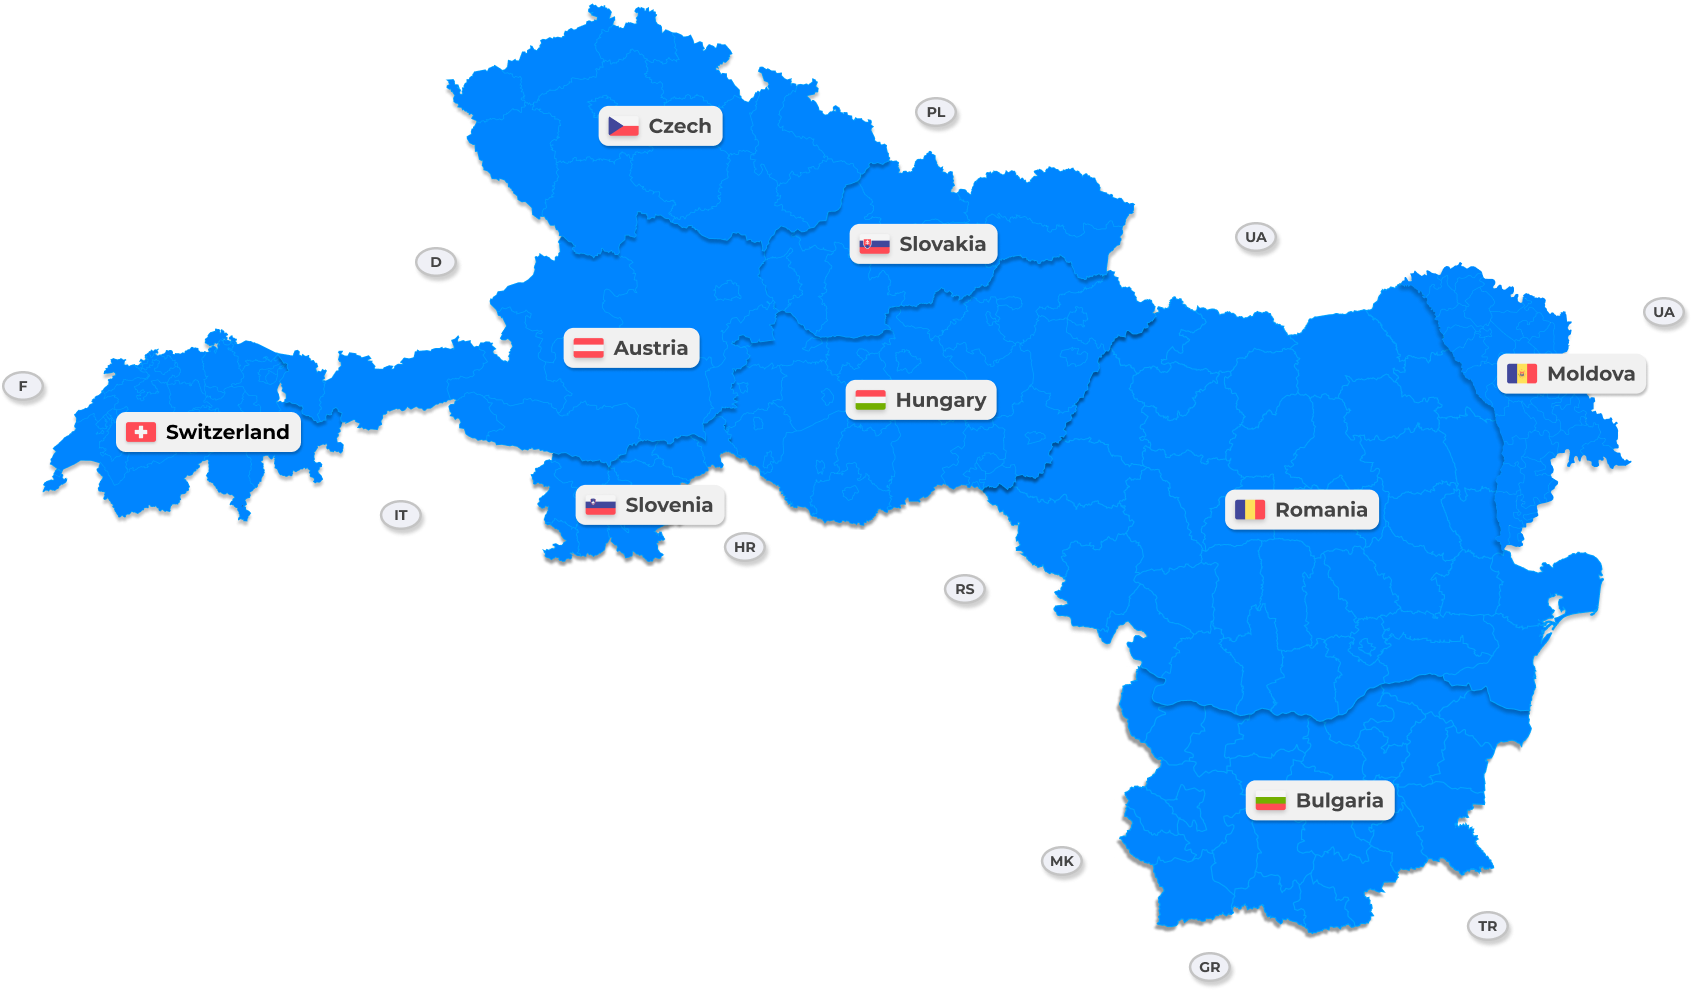 PL
Czech
UA
Slovakia
D
UA
Austria
Moldova
F
Hungary
Switzerland
Slovenia
Romania
IT
HR
RS
Bulgaria
MK
TR
GR